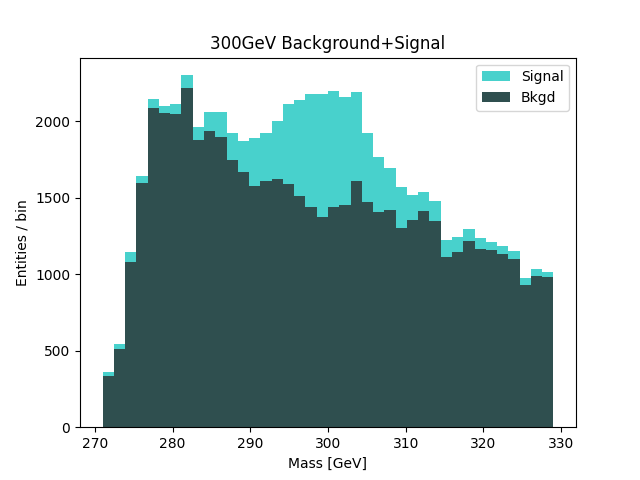 300GeV Background+Signal
Signal
Bkgd
Entities / bin
2000
1500
1000
500
0
270 280 290 300 310 320 330
Mass [GeV]